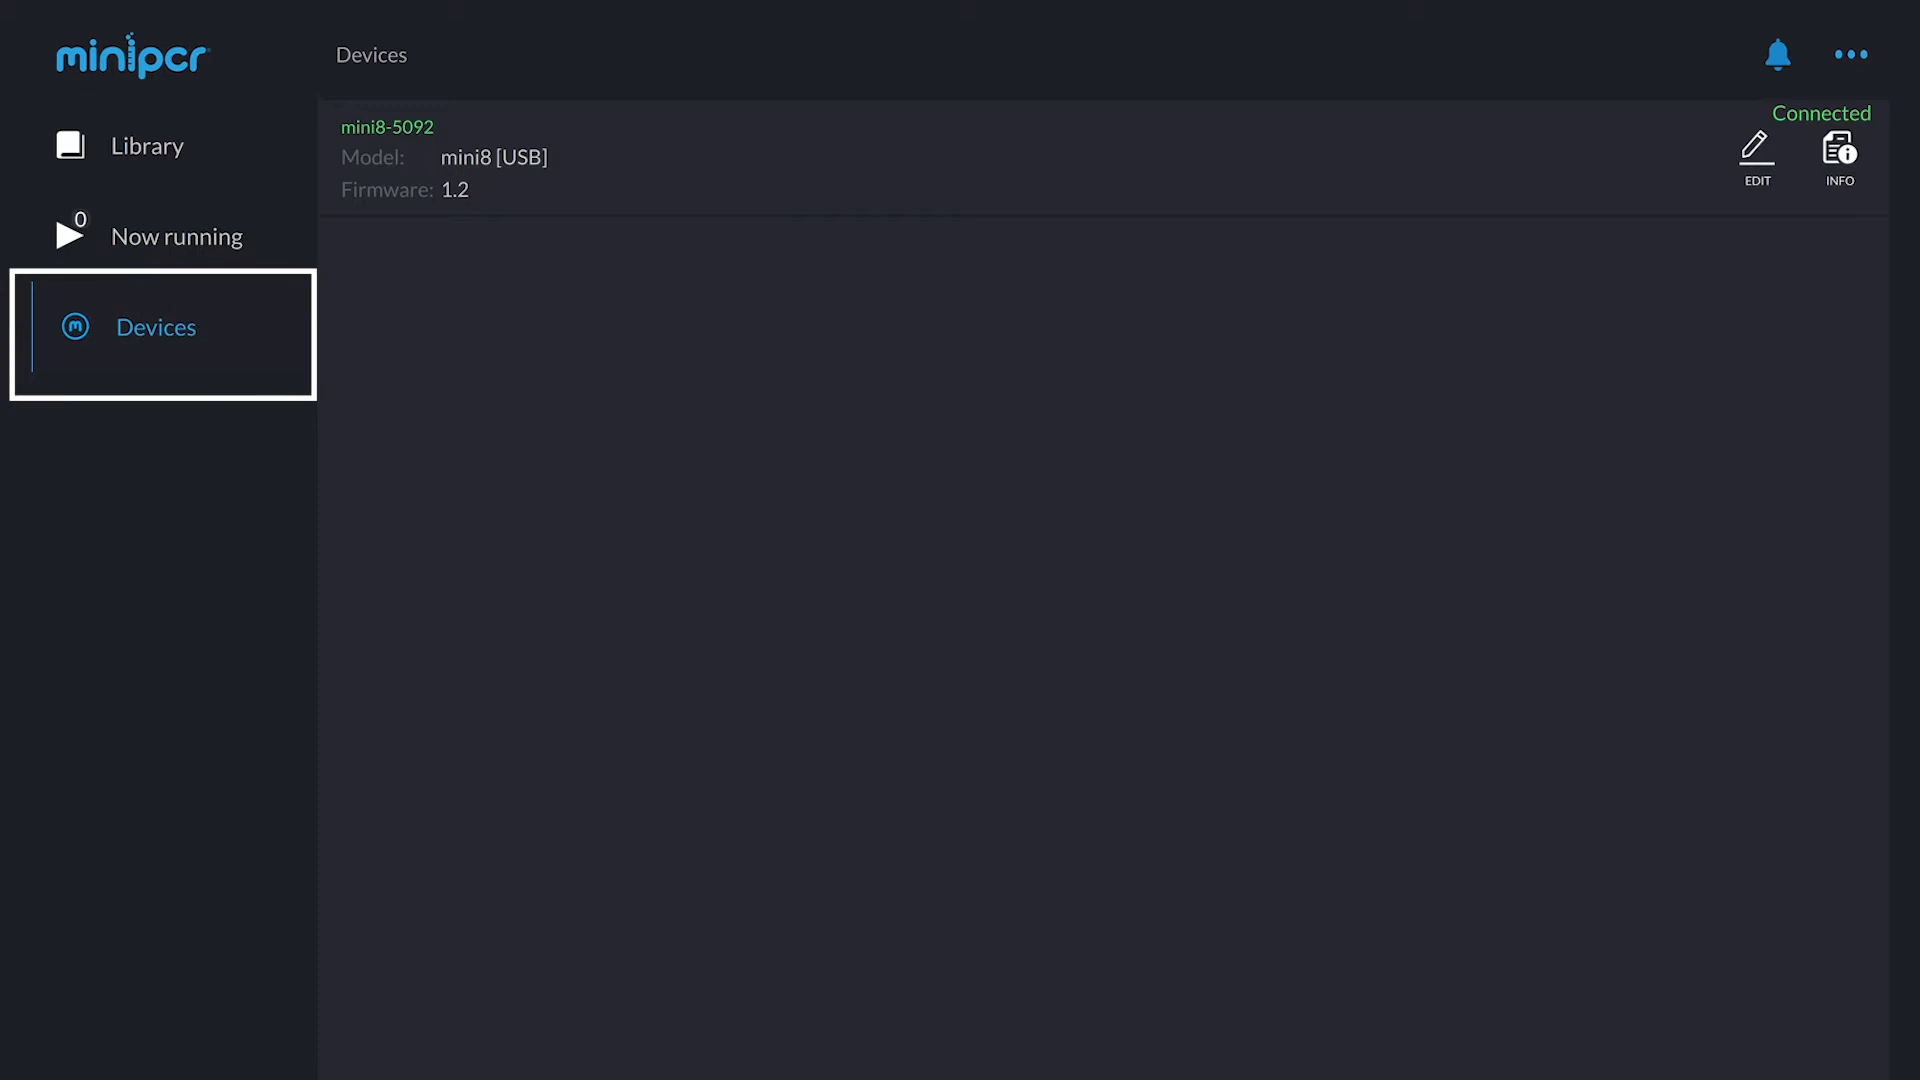 minipcr
Devices
Library
0
Now running
Devices
mini8-5092
Model: mini8 [USB]
Firmware: 1.2
Connected
EDIT
INFO